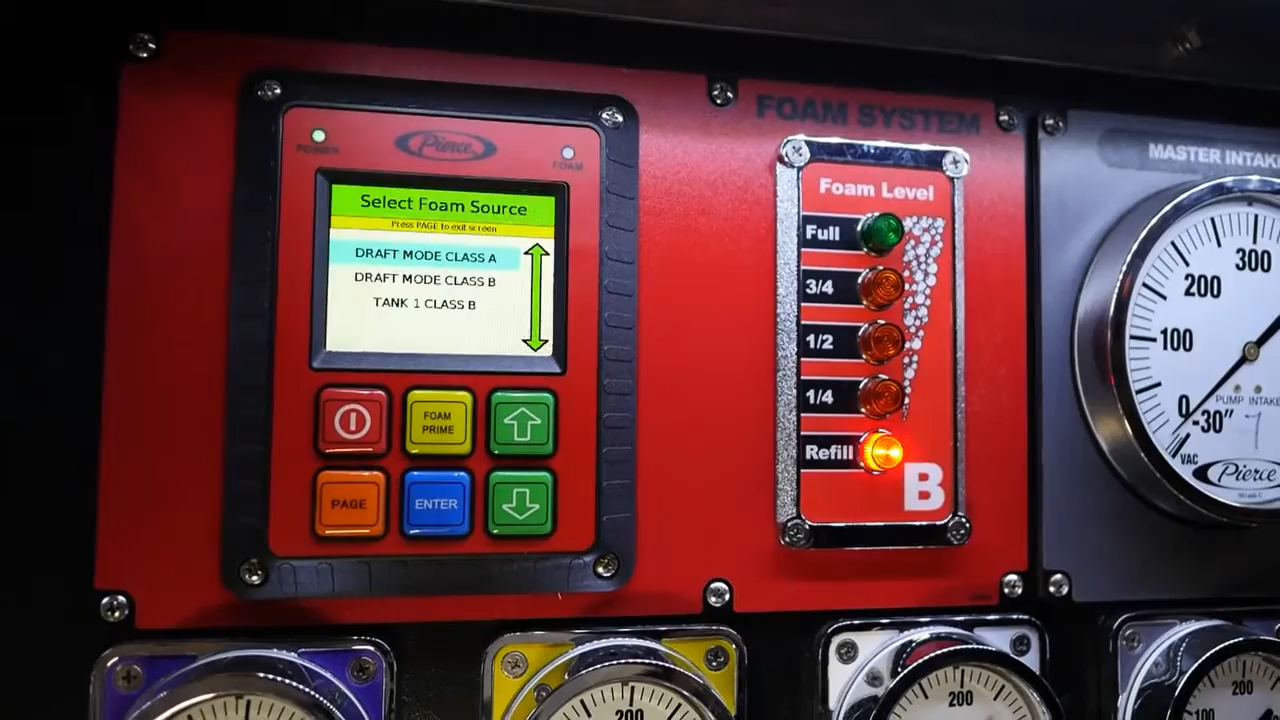 POWER
Pierce
FOAM
Select Foam Source
Press PAGE to exit screen
DRAFT MODE CLASS A
DRAFT MODE CLASS B
TANK 1 CLASS B
FOAM PRIME
PAGE
ENTER
FOAM SYSTEM
Foam Level
Full
3/4
1/2
1/4
Refill
B
MASTER INTAKE
300
200
100
0
-30"
VAC
PUMP INTAKE
Pierce
200
200
200
100